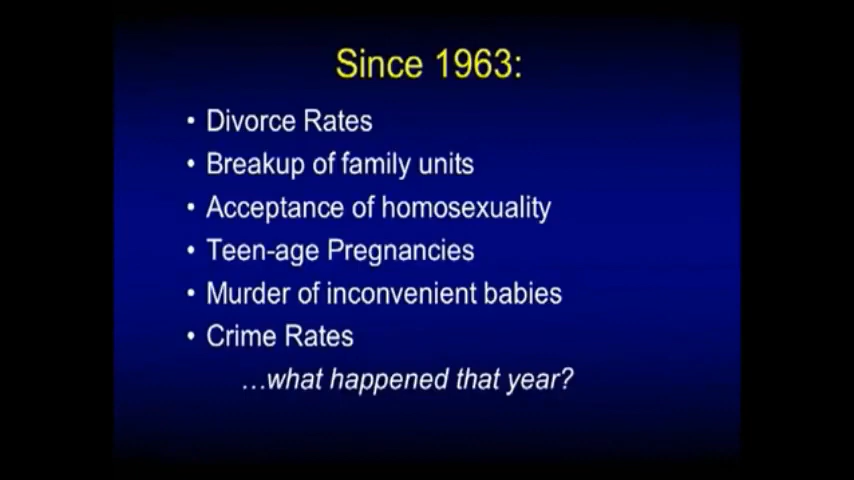 Since 1963:
• Divorce Rates
• Breakup of family units
• Acceptance of homosexuality
• Teen-age Pregnancies
• Murder of inconvenient babies
• Crime Rates
…what happened that year?